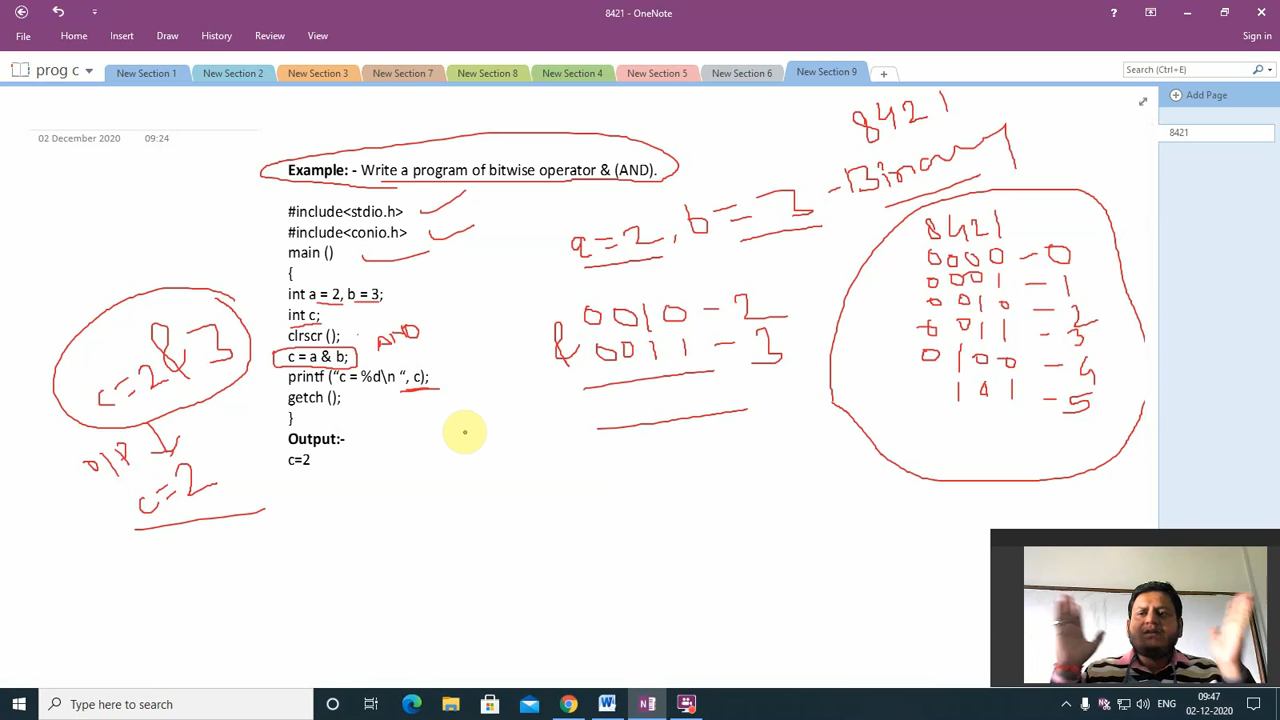 8421 - OneNote
File Home Insert Draw History Review View Sign in
prog c New Section 1 New Section 2 New Section 3 New Section 7 New Section 8 New Section 4 New Section 5 New Section 6 New Section 9 Search (Ctrl+E)
Add Page
8421
02 December 2020 09:24
8421
Example: - Write a program of bitwise operator & (AND).
a=2, b=3 - Binary
#include<stdio.h>
#include<conio.h>
main ()
{
int a = 2, b = 3;
int c;
clrscr ();
AND
c = a & b;
printf (“c = %d\n “, c);
getch ();
}
Output:-
c=2
c=2&3
o/p
c=2
0010-2
& 0011-3
8421
0000-0
0001-1
0010-2
0011-3
0100-4
101-5
Type here to search
ENG
09:47
02-12-2020